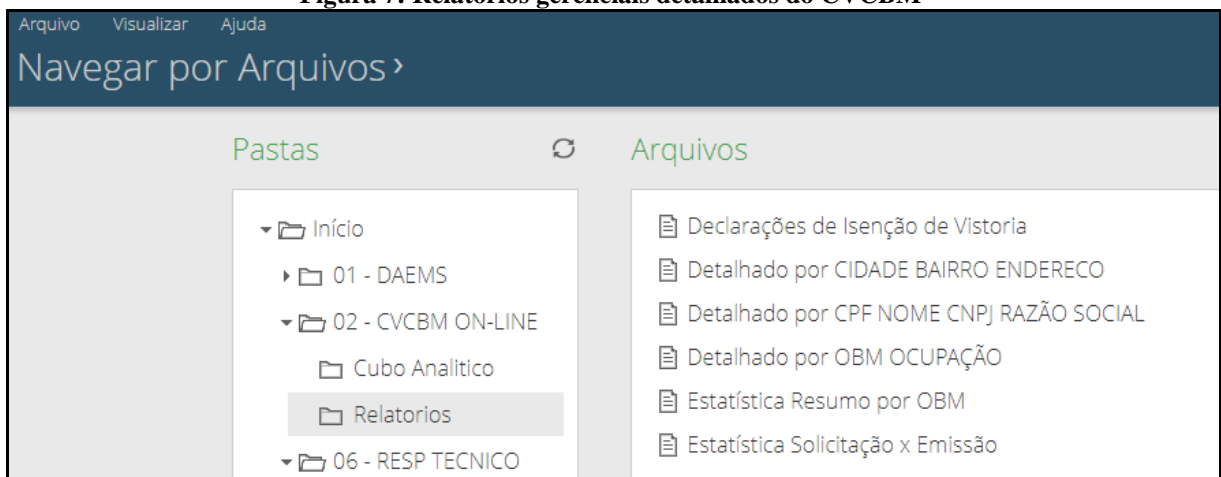 Figura 7: Relatórios gerenciais detalhados do CVCBM
Arquivo Visualizar Ajuda
Navegar por Arquivos ›
Pastas
Início
01 - DAEMS
02 - CVCBM ON-LINE
Cubo Analitico
Relatorios
06 - RESP TECNICO
Arquivos
Declarações de Isenção de Vistoria
Detalhado por CIDADE BAIRRO ENDERECO
Detalhado por CPF NOME CNPJ RAZÃO SOCIAL
Detalhado por OBM OCUPAÇÃO
Estatística Resumo por OBM
Estatística Solicitação x Emissão